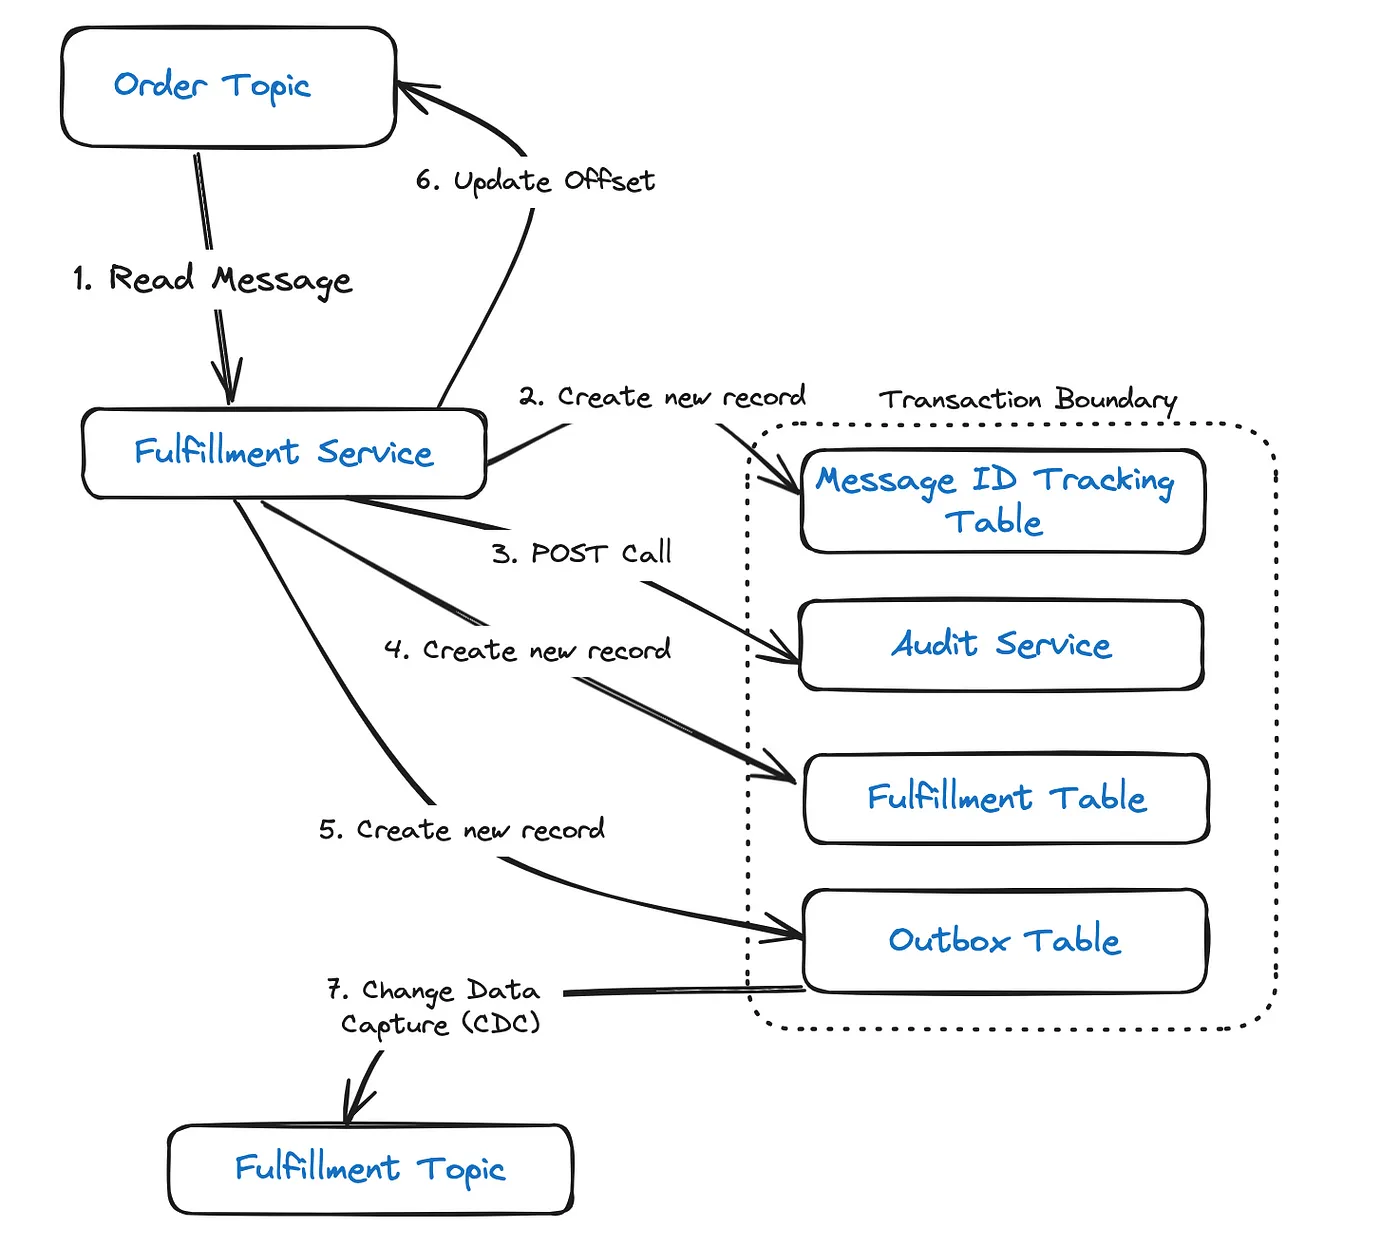 Order Topic
6. Update Offset
1. Read Message
2. Create new record
Transaction Boundary
Fulfillment Service
Message ID Tracking
Table
3. POST Call
Audit Service
4. Create new record
Fulfillment Table
5. Create new record
Outbox Table
7. Change Data
Capture (CDC)
Fulfillment Topic